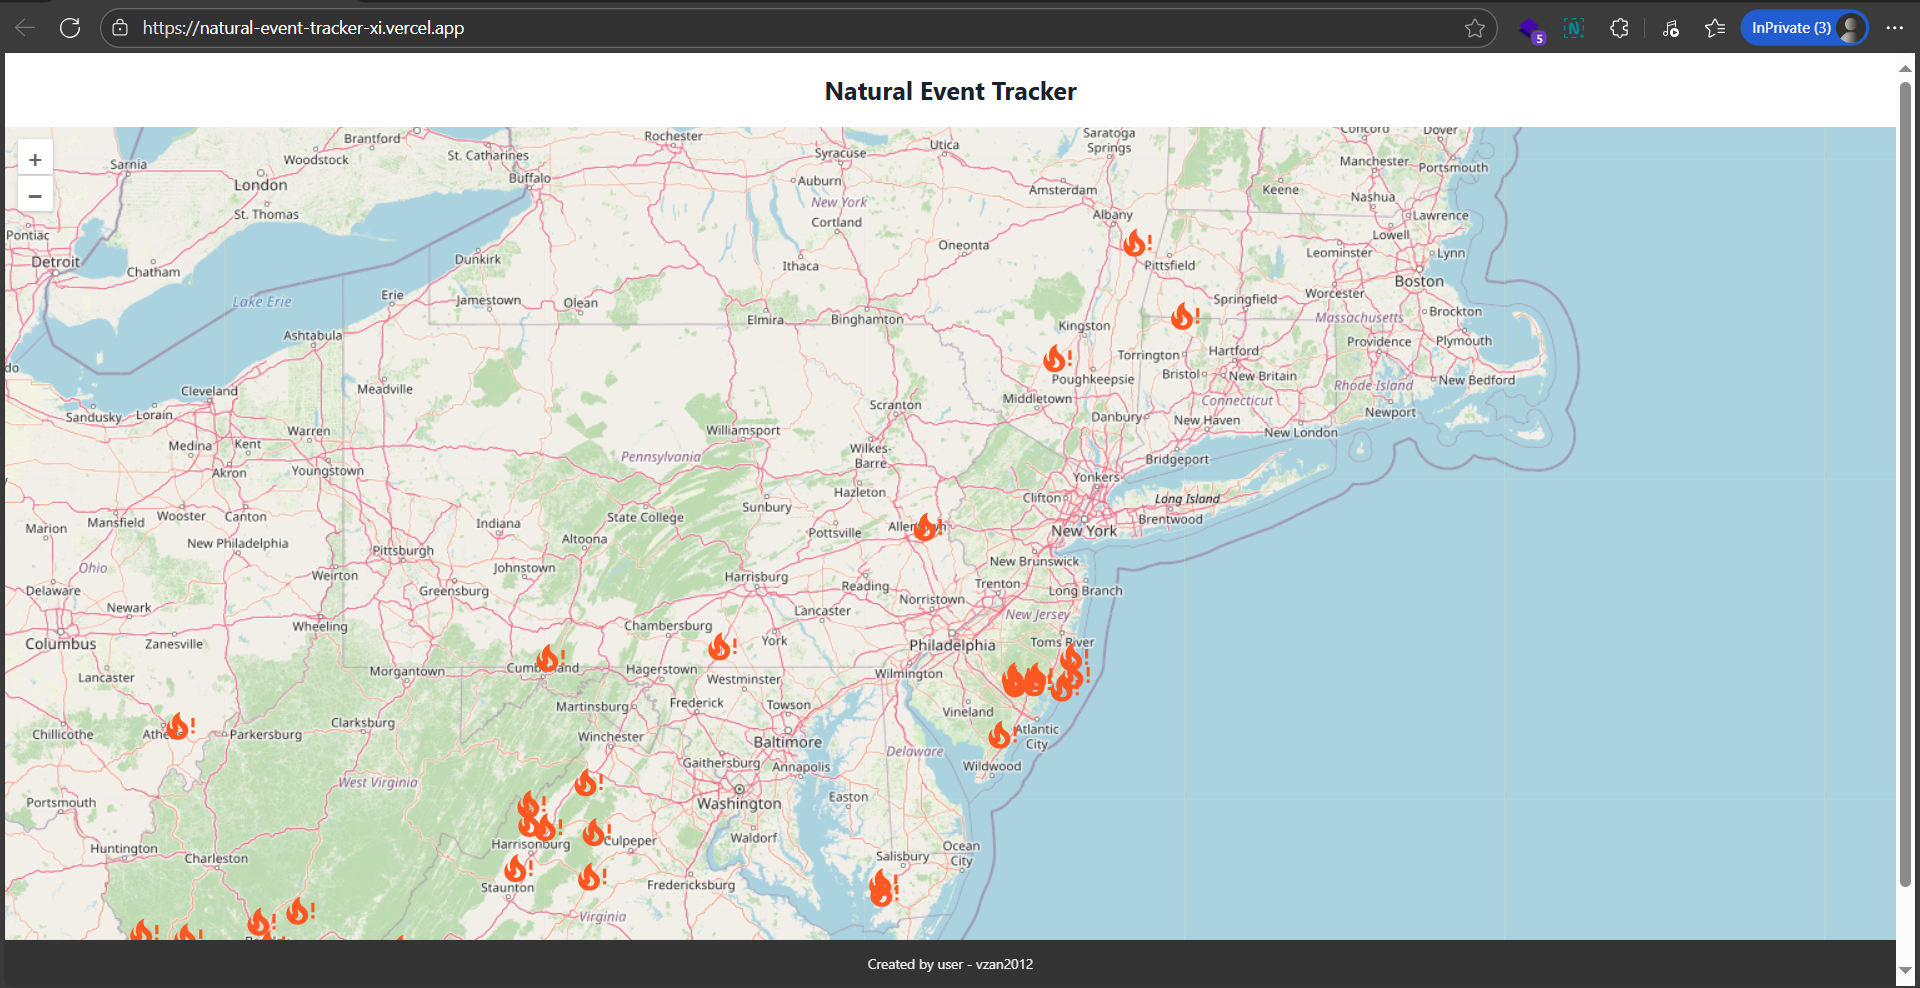 https://natural-event-tracker-xi.vercel.app
5
N
InPrivate (3)
Natural Event Tracker
+
−
Brantford
Rochester
Utica
Saratoga
Springs
Concord
Dover
Sarnia
Woodstock
St. Catharines
Syracuse
Manchester
Portsmouth
London
Buffalo
Auburn
Amsterdam
Keene
Nashua
St. Thomas
New York
Cortland
Albany
Lawrence
Pontiac
Lowell
Detroit
Chatham
Dunkirk
Ithaca
Oneonta
Pittsfield
Leominster
Lynn
Boston
Lake Erie
Erie
Jamestown
Olean
Springfield
Worcester
Ashtabula
Elmira
Binghamton
Kingston
Massachusetts
Brockton
Torrington
Hartford
Providence
Plymouth
Cleveland
Meadville
Poughkeepsie
Bristol
New Britain
Rhode Island
New Bedford
Sandusky
Lorain
Scranton
Middletown
Danbury
Connecticut
Newport
Medina
Kent
Warren
Williamsport
New Haven
New London
Akron
Youngstown
Pennsylvania
Wilkes-
Barre
Bridgeport
Yonkers
Hazleton
Clifton
Long Island
Marion
Mansfield
Wooster
Canton
Indiana
State College
Sunbury
Pottsville
New York
Brentwood
New Philadelphia
Pittsburgh
Altoona
Ohio
Weirton
Johnstown
Harrisburg
Reading
New Brunswick
Trenton
Long Branch
Delaware
Newark
Greensburg
Lancaster
Norristown
New Jersey
Columbus
Zanesville
Wheeling
Chambersburg
York
Philadelphia
Toms River
Lancaster
Morgantown
Hagerstown
Westminster
Wilmington
Martinsburg
Frederick
Towson
Vineland
Chillicothe
Parkersburg
Clarksburg
Winchester
Baltimore
Delaware
Atlantic
City
Gaithersburg
Annapolis
Wildwood
Portsmouth
West Virginia
Washington
Easton
Huntington
Charleston
Harrisonburg
Culpeper
Waldorf
Salisbury
Ocean
City
Staunton
Fredericksburg
Virginia
Created by user - vzan2012